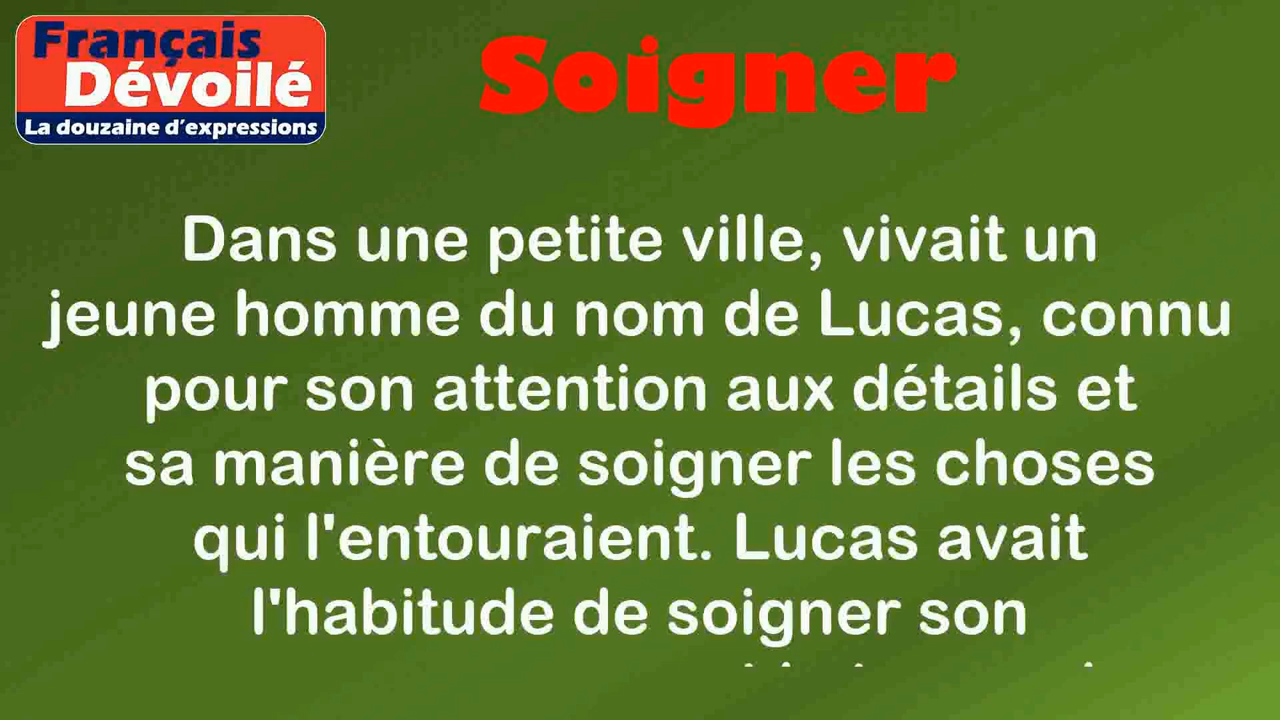 Français
Dévoilé
La douzaine d'expressions
Soigner
Dans une petite ville, vivait un
jeune homme du nom de Lucas, connu
pour son attention aux détails et
sa manière de soigner les choses
qui l'entouraient. Lucas avait
l'habitude de soigner son